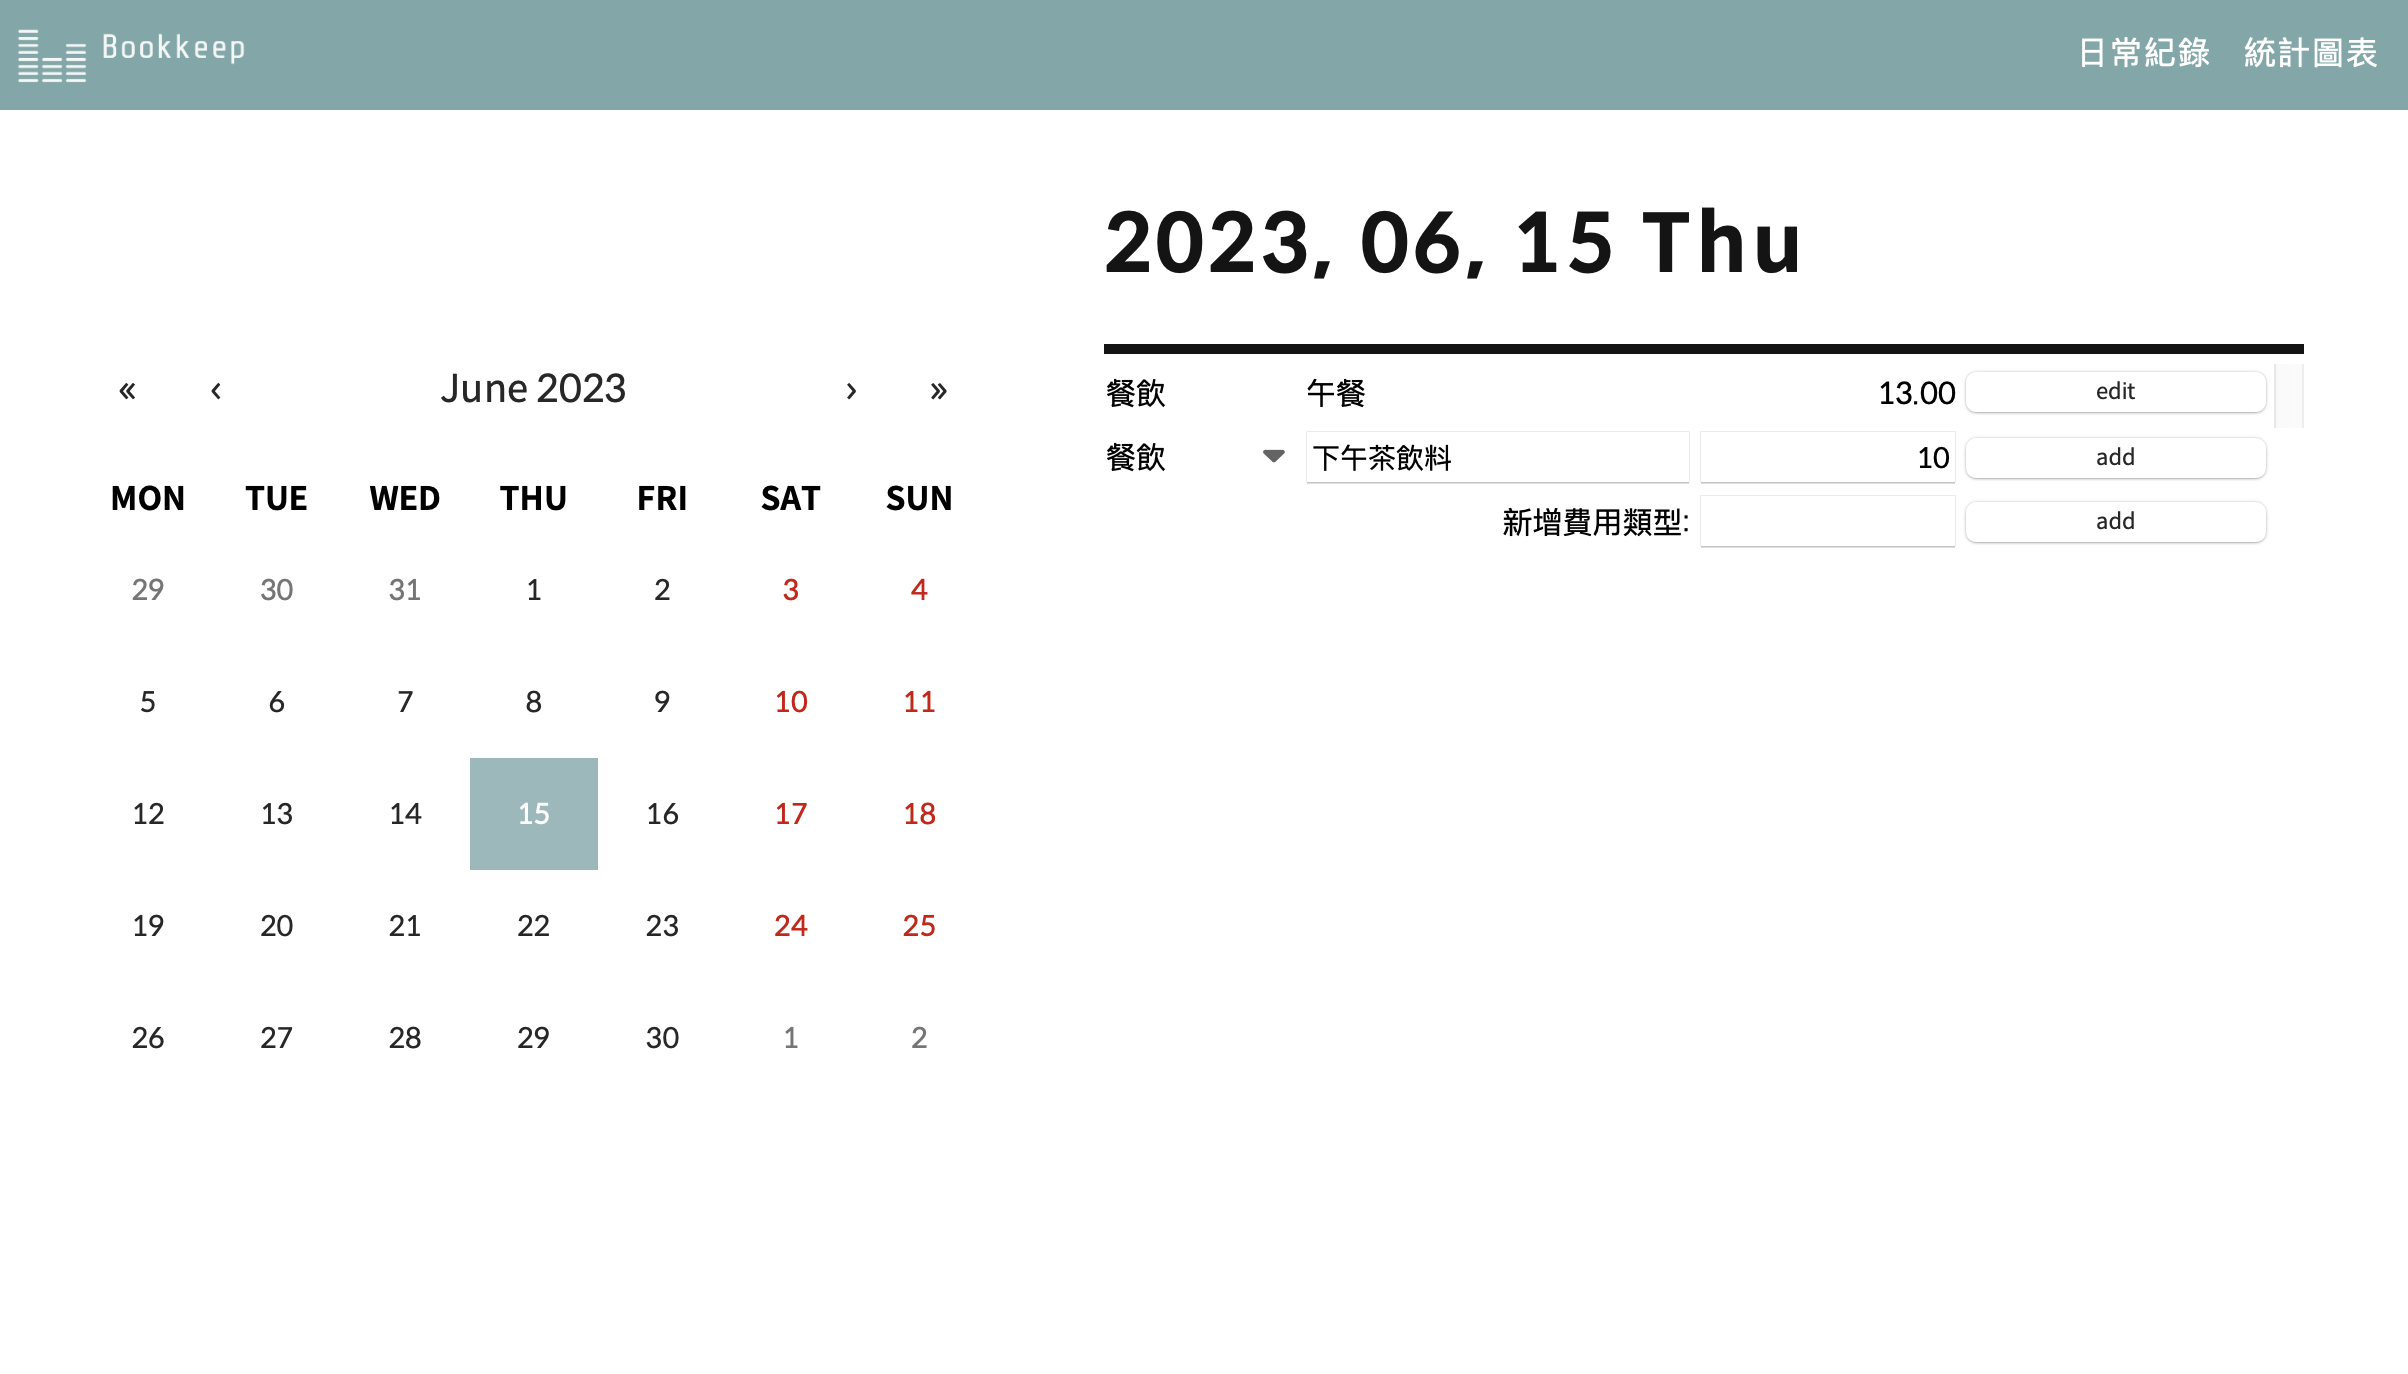 Bookkeep
日常紀錄 統計圖表
2023, 06, 15 Thu
« ‹ June 2023 › »
MON TUE WED THU FRI SAT SUN
29 30 31 1 2 3 4
5 6 7 8 9 10 11
12 13 14 15 16 17 18
19 20 21 22 23 24 25
26 27 28 29 30 1 2
餐飲 午餐 13.00 edit
餐飲 下午茶飲料 10 add
新增費用類型: add